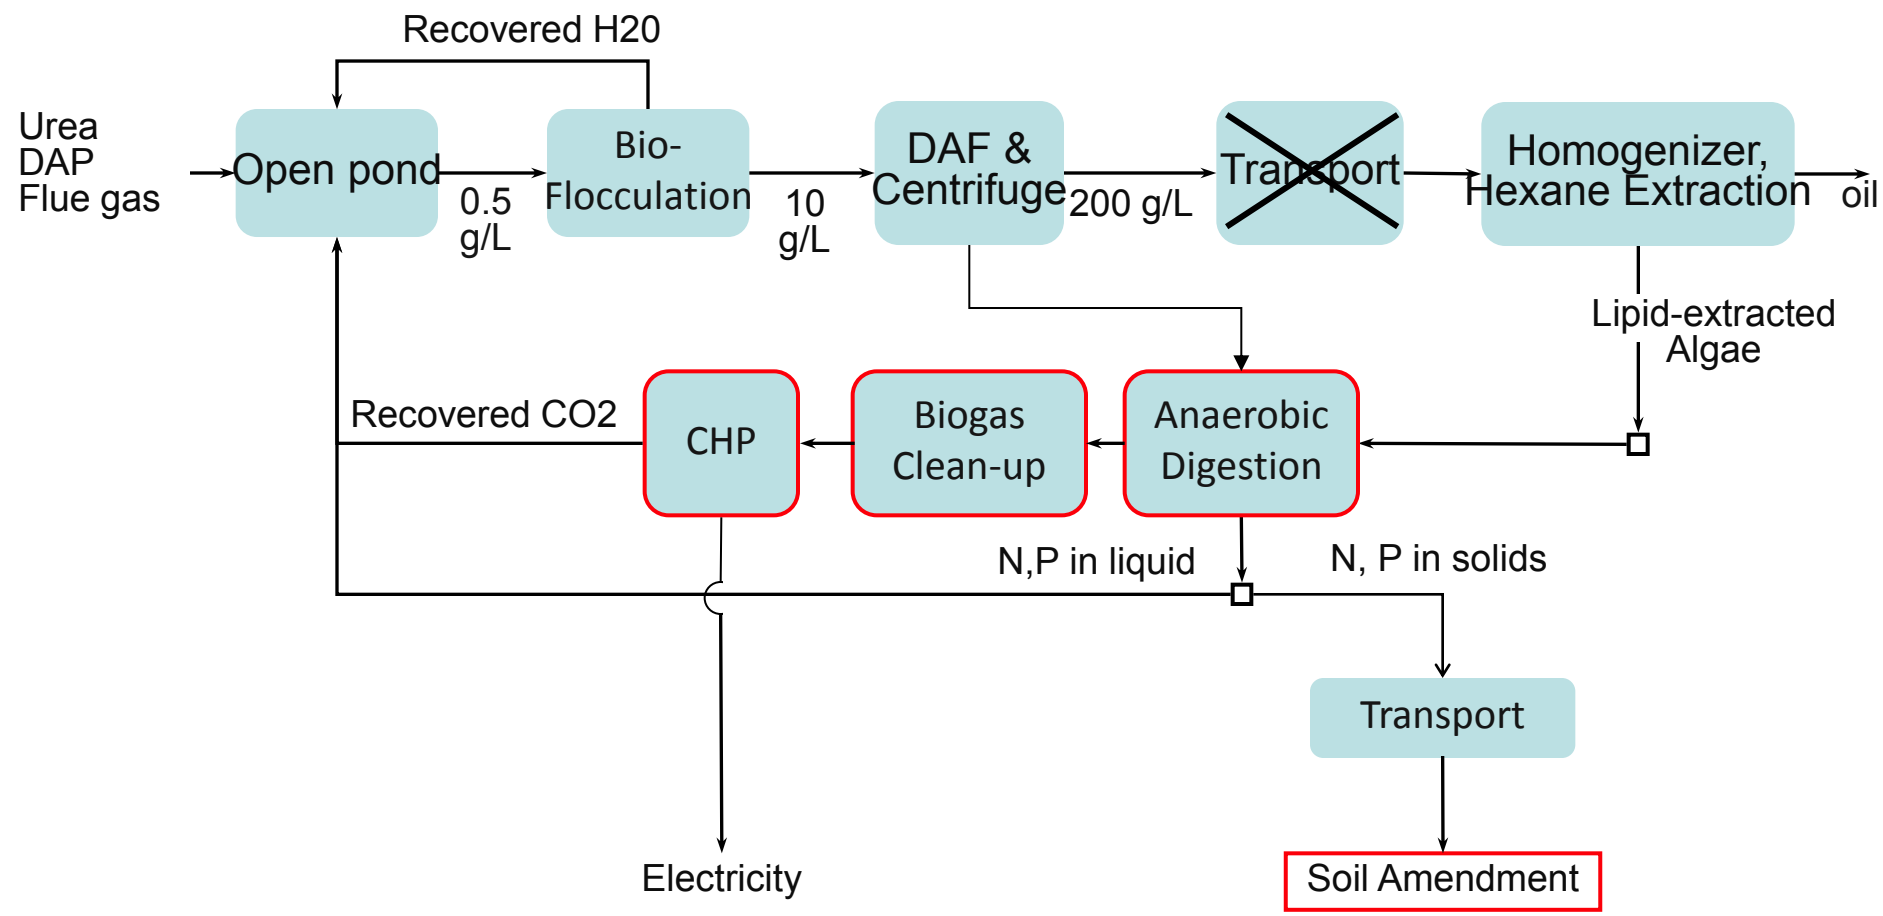 Recovered H20
Urea
DAP
Flue gas
Open pond
0.5
g/L
Bio-
Flocculation
10
g/L
DAF &
Centrifuge
200 g/L
Transport
Homogenizer,
Hexane Extraction
oil
Lipid-extracted
Algae
Recovered CO2
CHP
Biogas
Clean-up
Anaerobic
Digestion
N,P in liquid
N, P in solids
Transport
Electricity
Soil Amendment